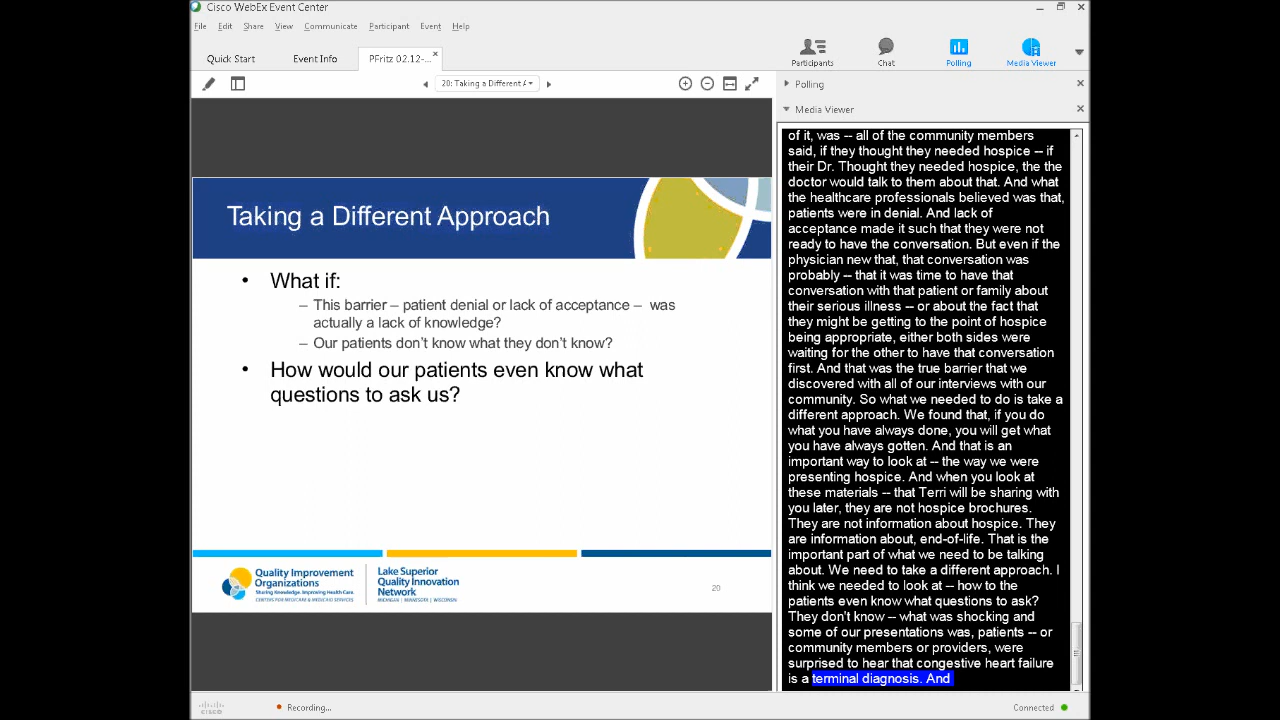 Cisco WebEx Event Center
File Edit Share View Communicate Participant Event Help
Quick Start Event Info PFritz 02.12-...
Participants Chat Polling Media Viewer
20: Taking a Different A
Polling
Media Viewer
Taking a Different Approach
• What if:
– This barrier – patient denial or lack of acceptance – was
actually a lack of knowledge?
– Our patients don't know what they don't know?
• How would our patients even know what
questions to ask us?
Quality Improvement
Organizations
Sharing Knowledge. Improving Health Care.
CENTERS FOR MEDICARE & MEDICAID SERVICES
Lake Superior
Quality Innovation
Network
MICHIGAN | MINNESOTA | WISCONSIN
20
of it, was -- all of the community members
said, if they thought they needed hospice -- if
their Dr. Thought they needed hospice, the the
doctor would talk to them about that. And what
the healthcare professionals believed was that,
patients were in denial. And lack of
acceptance made it such that they were not
ready to have the conversation. But even if the
physician new that, that conversation was
probably -- that it was time to have that
conversation with that patient or family about
their serious illness -- or about the fact that
they might be getting to the point of hospice
being appropriate, either both sides were
waiting for the other to have that conversation
first. And that was the true barrier that we
discovered with all of our interviews with our
community. So what we needed to do is take a
different approach. We found that, if you do
what you have always done, you will get what
you have always gotten. And that is an
important way to look at -- the way we were
presenting hospice. And when you look at
these materials -- that Terri will be sharing with
you later, they are not hospice brochures.
They are not information about hospice. They
are information about, end-of-life. That is the
important part of what we need to be talking
about. We need to take a different approach. I
think we needed to look at -- how to the
patients even know what questions to ask?
They don't know -- what was shocking and
some of our presentations was, patients -- or
community members or providers, were
surprised to hear that congestive heart failure
is a terminal diagnosis. And
cisco
Recording...
Connected